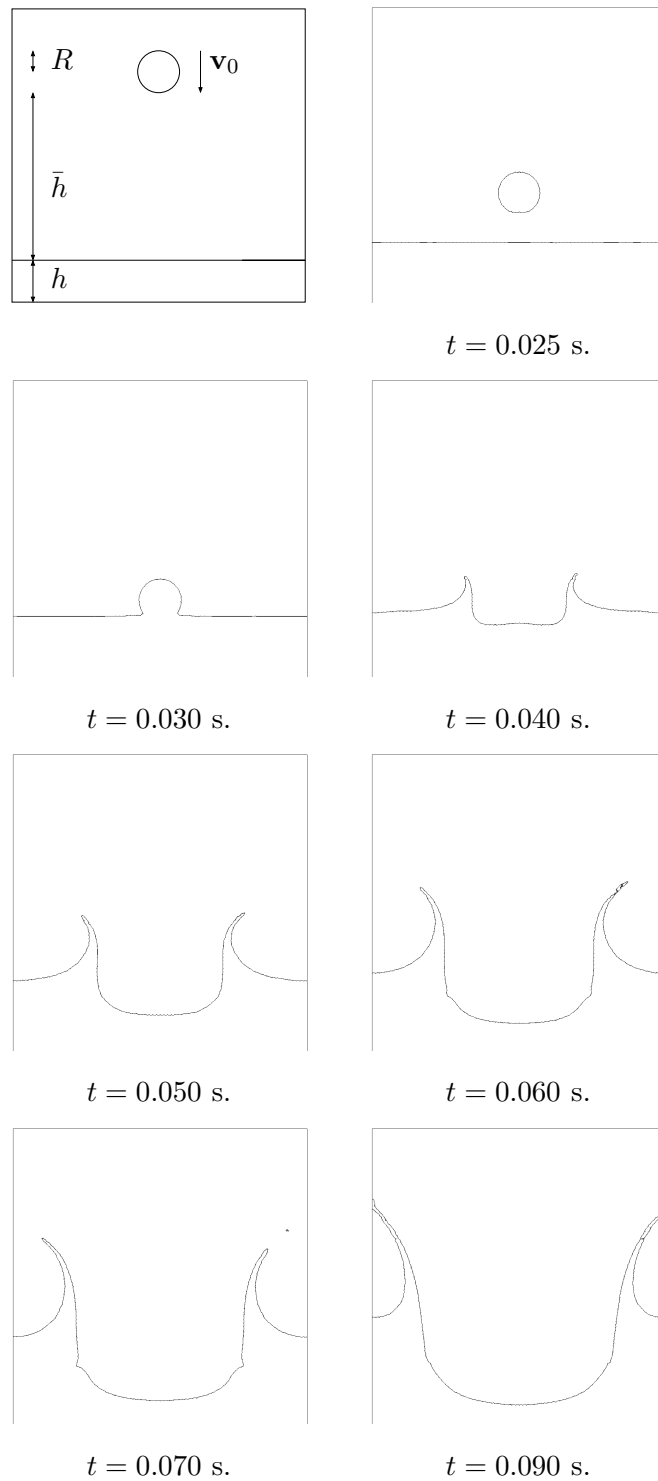 R
v₀
h̄
h
t = 0.025 s.
t = 0.030 s.
t = 0.040 s.
t = 0.050 s.
t = 0.060 s.
t = 0.070 s.
t = 0.090 s.